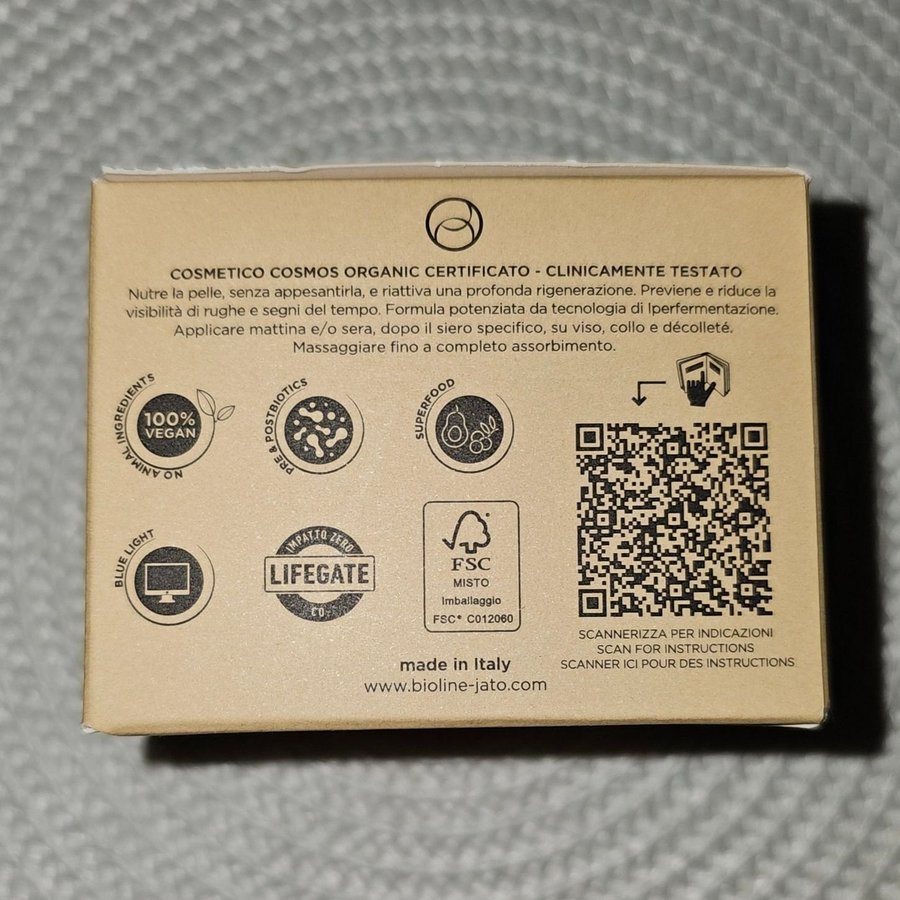 COSMETICO COSMOS ORGANIC CERTIFICATO - CLINICAMENTE TESTATO
Nutre la pelle, senza appesantirla, e riattiva una profonda rigenerazione. Previene e riduce la
visibilità di rughe e segni del tempo. Formula potenziata da tecnologia di Iperfermentazione.
Applicare mattina e/o sera, dopo il siero specifico, su viso, collo e décolleté.
Massaggiare fino a completo assorbimento.
100%
VEGAN
NO ANIMAL INGREDIENTS
PRE & POSTBIOTICS
SUPERFOOD
BLUE LIGHT
IMPATTO ZERO
LIFEGATE
FSC
MISTO
Imballaggio
FSC® C012060
SCANNERIZZA PER INDICAZIONI
SCAN FOR INSTRUCTIONS
SCANNER ICI POUR DES INSTRUCTIONS
made in Italy
www.bioline-jato.com